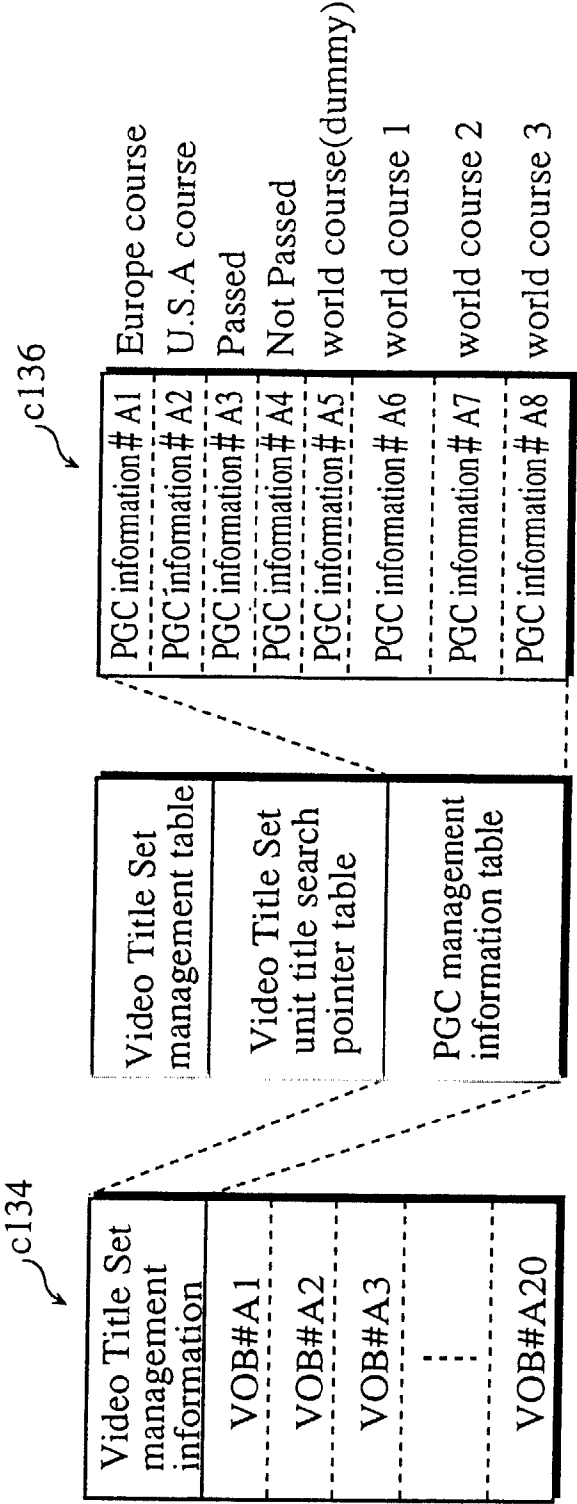 c134
Video Title Set
management
information
VOB#A1
VOB#A2
VOB#A3
VOB#A20
Video Title Set
management table
Video Title Set
unit title search
pointer table
PGC management
information table
c136
PGC information# A1 Europe course
PGC information# A2 U.S.A course
PGC information# A3 Passed
PGC information# A4 Not Passed
PGC information# A5 world course(dummy)
PGC information# A6 world course 1
PGC information# A7 world course 2
PGC information# A8 world course 3